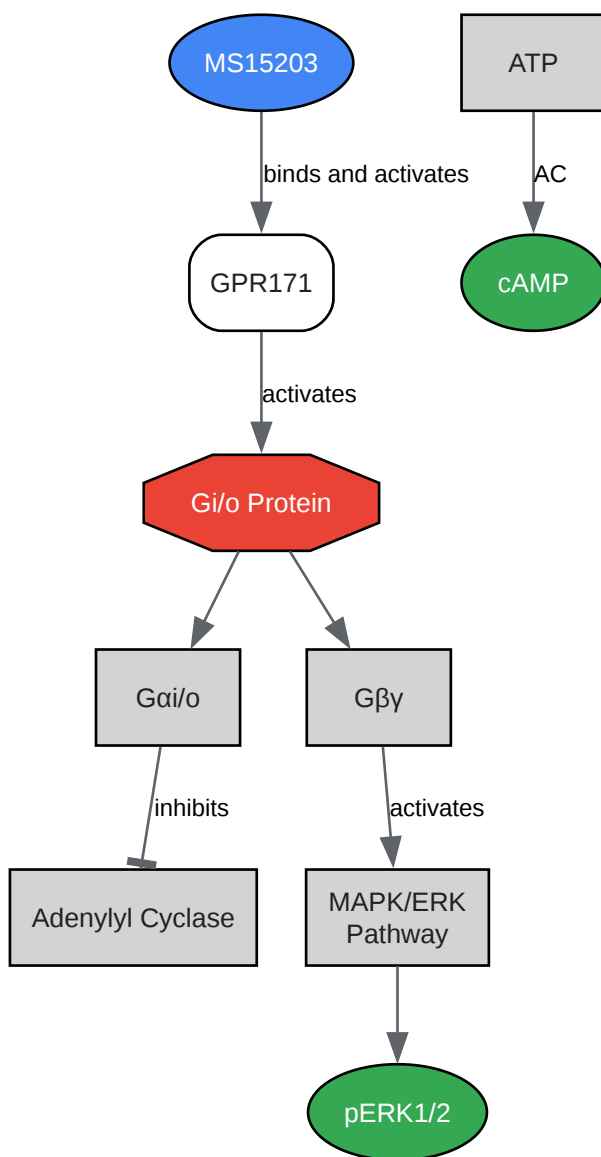 MS15203
ATP
binds and activates
AC
GPR171
cAMP
activates
Gi/o Protein
Gαi/o
Gβγ
inhibits
activates
Adenylyl Cyclase
MAPK/ERK
Pathway
pERK1/2